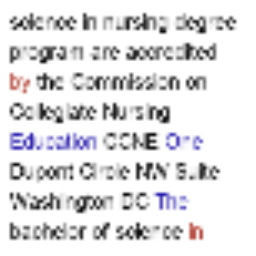 science in nursing degree
program are accredited
by the Commission on
Collegiate Nursing
Education CCNE One
Dupont Circle NW Suite
Washington DC The
bachelor of science in